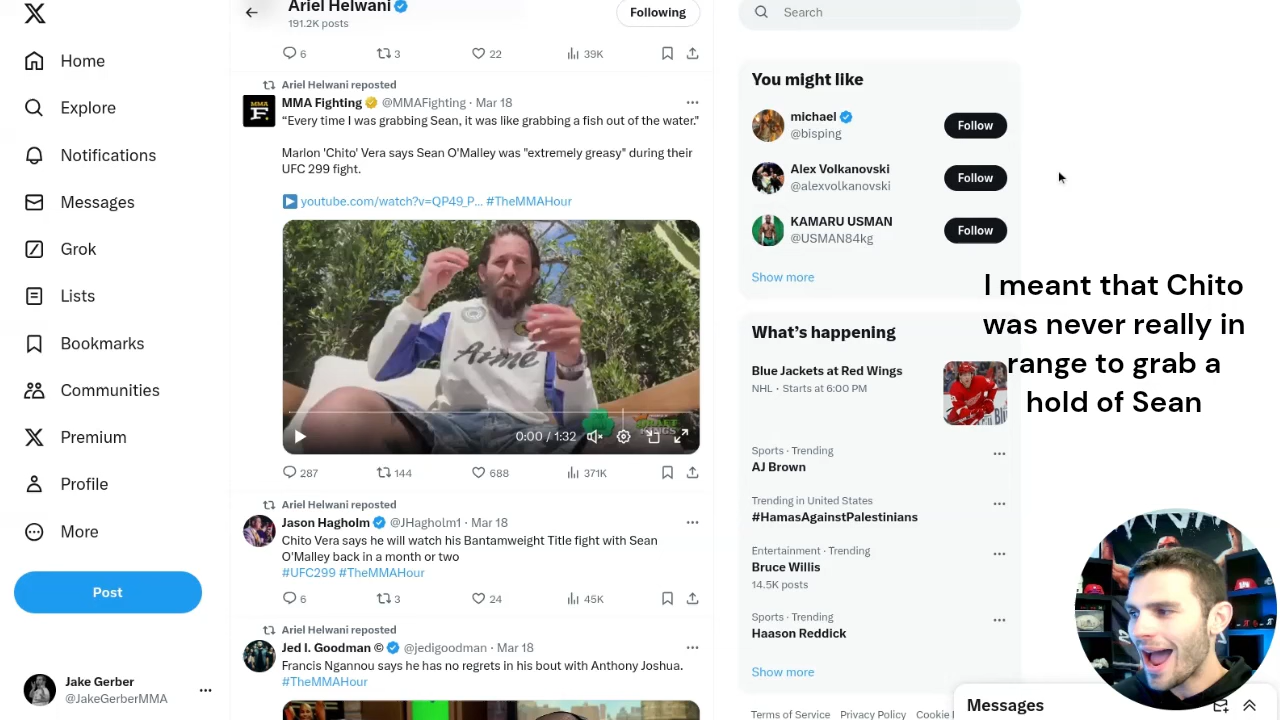 Home
Explore
Notifications
Messages
Grok
Lists
Bookmarks
Communities
Premium
Profile
More
Post
Jake Gerber
@JakeGerberMMA
Ariel Helwani
191.2K posts
Following
6 3 22 39K
Ariel Helwani reposted
MMA Fighting @MMAFighting · Mar 18
“Every time I was grabbing Sean, it was like grabbing a fish out of the water."
Marlon 'Chito' Vera says Sean O'Malley was "extremely greasy" during their
UFC 299 fight.
youtube.com/watch?v=QP49_P... #TheMMAHour
Aimé
0:00 / 1:32
287 144 688 371K
Ariel Helwani reposted
Jason Hagholm @JHagholm1 · Mar 18
Chito Vera says he will watch his Bantamweight Title fight with Sean
O'Malley back in a month or two
#UFC299 #TheMMAHour
6 3 24 45K
Ariel Helwani reposted
Jed I. Goodman © @jedigoodman · Mar 18
Francis Ngannou says he has no regrets in his bout with Anthony Joshua.
#TheMMAHour
Search
You might like
michael
@bisping
Follow
Alex Volkanovski
@alexvolkanovski
Follow
KAMARU USMAN
@USMAN84kg
Follow
Show more
What’s happening
Blue Jackets at Red Wings
NHL · Starts at 6:00 PM
Sports · Trending
AJ Brown
Trending in United States
#HamasAgainstPalestinians
Entertainment · Trending
Bruce Willis
14.5K posts
Sports · Trending
Haason Reddick
Show more
Terms of Service Privacy Policy Cookie
I meant that Chito
was never really in
range to grab a
hold of Sean
Messages